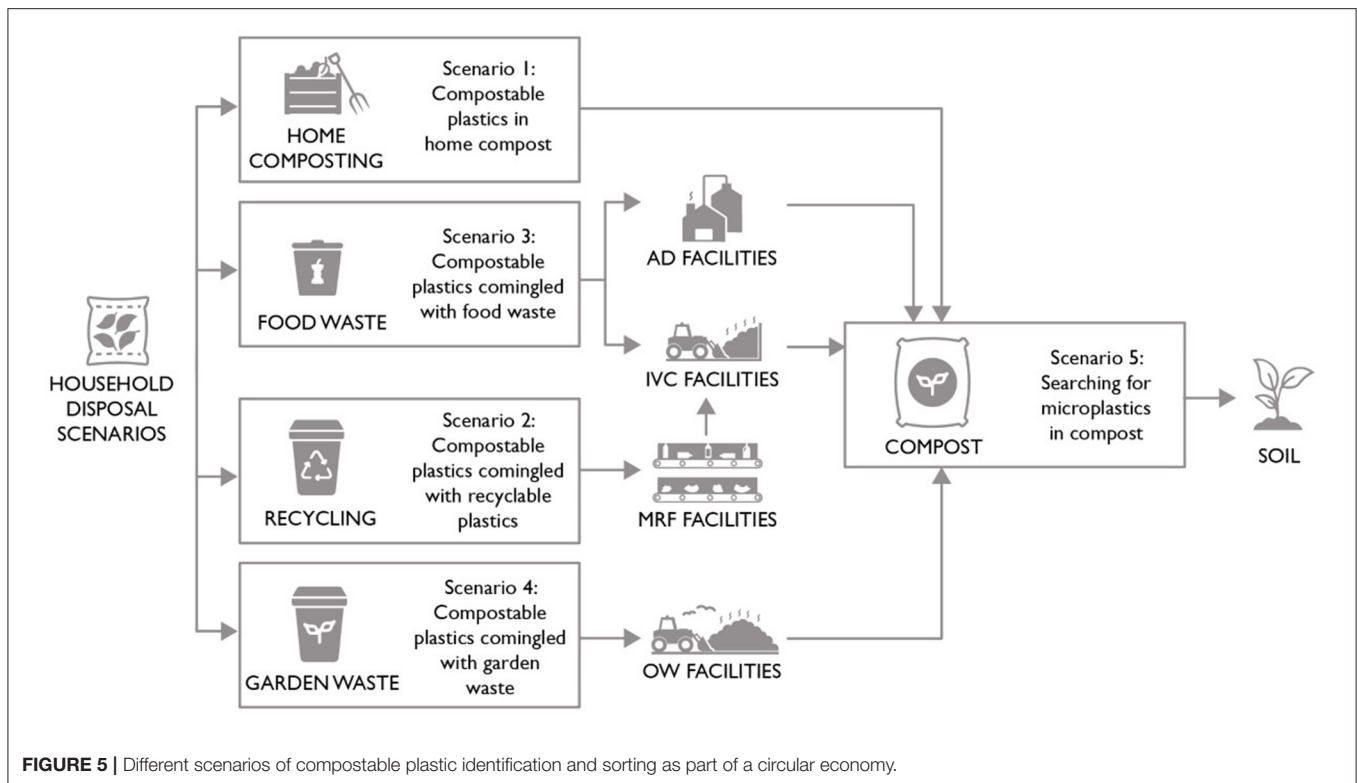 HOUSEHOLD
DISPOSAL
SCENARIOS
HOME
COMPOSTING
Scenario 1:
Compostable
plastics in
home compost
FOOD WASTE
Scenario 3:
Compostable
plastics comingled
with food waste
AD FACILITIES
IVC FACILITIES
RECYCLING
Scenario 2:
Compostable
plastics comingled
with recyclable
plastics
MRF FACILITIES
GARDEN WASTE
Scenario 4:
Compostable
plastics comingled
with garden
waste
OW FACILITIES
COMPOST
Scenario 5:
Searching for
microplastics
in compost
SOIL
FIGURE 5 | Different scenarios of compostable plastic identification and sorting as part of a circular economy.